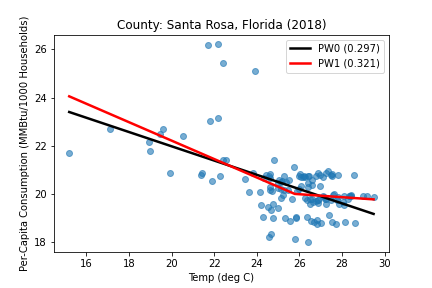 County: Santa Rosa, Florida (2018)
PW0 (0.297)
PW1 (0.321)
Per-Capita Consumption (MMBtu/1000 Households)
26
24
22
20
18
16 18 20 22 24 26 28 30
Temp (deg C)